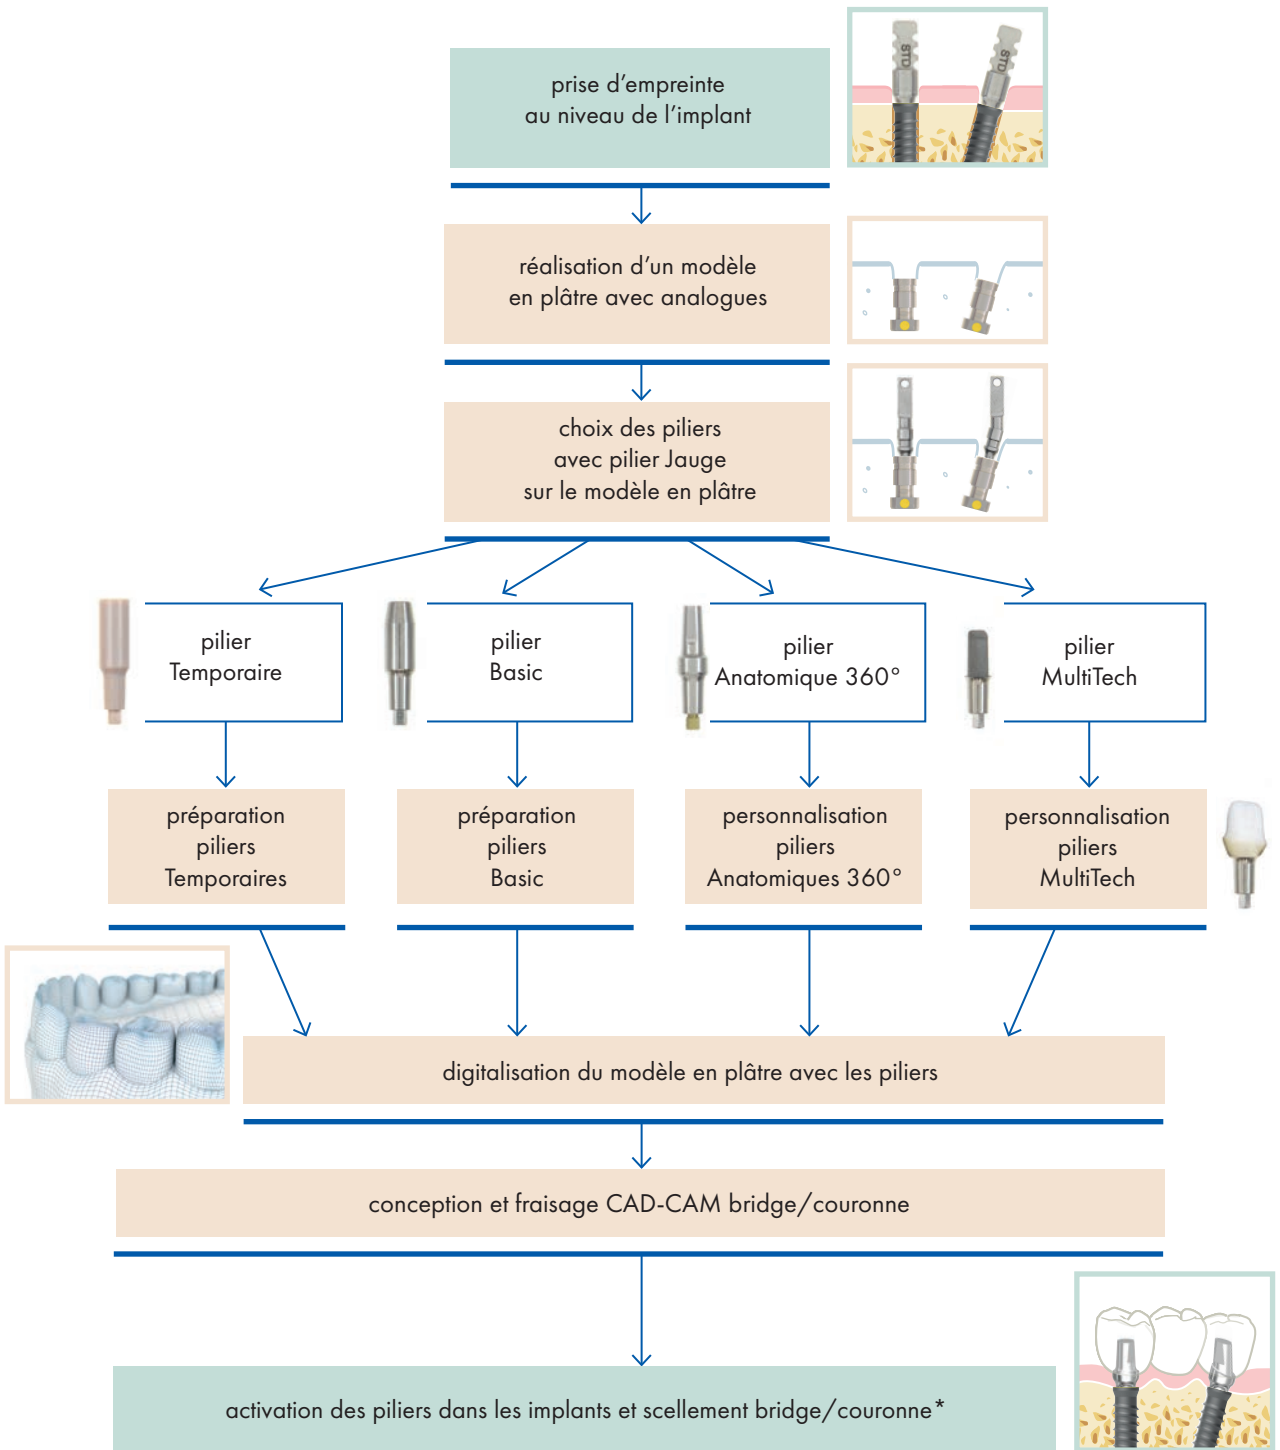 prise d’empreinte
au niveau de l’implant
STD
STD
réalisation d’un modèle
en plâtre avec analogues
choix des piliers
avec pilier Jauge
sur le modèle en plâtre
pilier
Temporaire
pilier
Basic
pilier
Anatomique 360°
pilier
MultiTech
préparation
piliers
Temporaires
préparation
piliers
Basic
personnalisation
piliers
Anatomiques 360°
personnalisation
piliers
MultiTech
digitalisation du modèle en plâtre avec les piliers
conception et fraisage CAD-CAM bridge/couronne
activation des piliers dans les implants et scellement bridge/couronne*